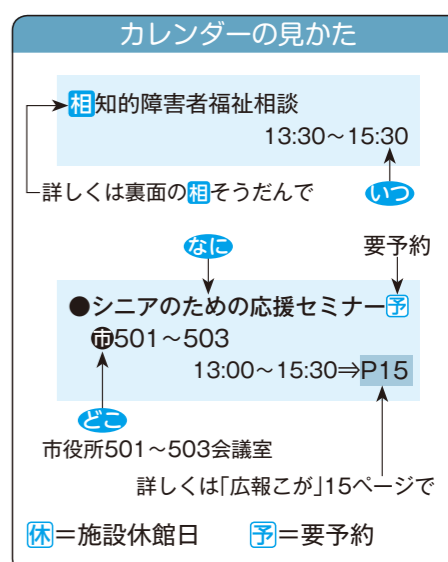 カレンダーの見かた
相知的障害者福祉相談
13:30～15:30
詳しくは裏面の相そうだんで
いつ
なに
要予約
●シニアのための応援セミナー予
市501～503
13:00～15:30⇒P15
どこ
市役所501～503会議室
詳しくは「広報こが」15ページで
休＝施設休館日 予＝要予約